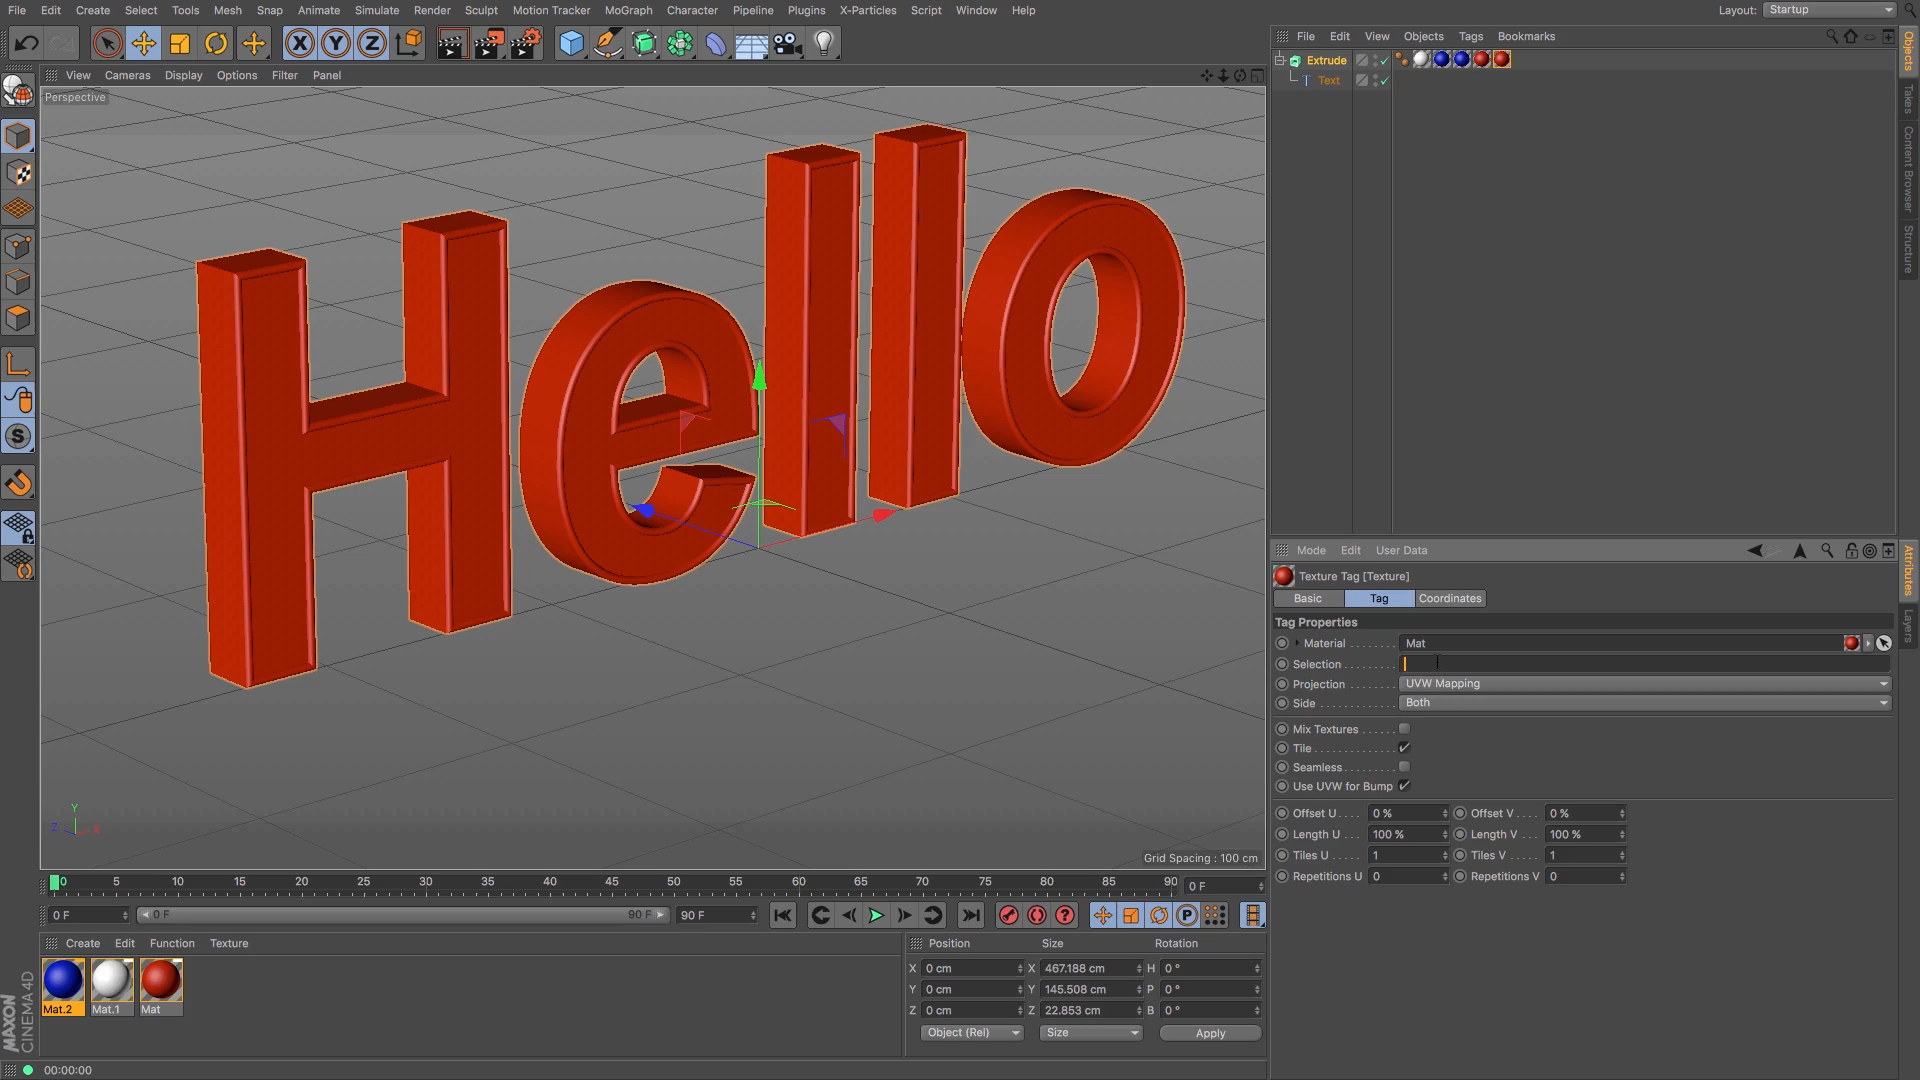 File Edit Create Select Tools Mesh Snap Animate Simulate Render Sculpt Motion Tracker MoGraph Character Pipeline Plugins X-Particles Script Window Help Layout: Startup
X Y Z
File Edit View Objects Tags Bookmarks
View Cameras Display Options Filter Panel
Perspective
Extrude
Text
Hello
Objects
Takes
Content Browser
Structure
Mode Edit User Data
Texture Tag [Texture]
Basic Tag Coordinates
Tag Properties
Material . . . . . . . . Mat
Selection . . . . . . . . .
Projection . . . . . . . . UVW Mapping
Side . . . . . . . . . . . . Both
Mix Textures . . . . . .
Tile . . . . . . . . . . . . .
Seamless . . . . . . . . .
Use UVW for Bump
Offset U . . . . 0 % Offset V . . . . 0 %
Length U . . . 100 % Length V . . . 100 %
Tiles U . . . . . 1 Tiles V . . . . . 1
Repetitions U 0 Repetitions V 0
Attributes
Layers
S
Y
Z X
Grid Spacing : 100 cm
0 5 10 15 20 25 30 35 40 45 50 55 60 65 70 75 80 85 90 0 F
0 F 0 F 90 F 90 F
? P
Create Edit Function Texture
Mat.2 Mat.1 Mat
Position Size Rotation
X 0 cm X 467.188 cm H 0 °
Y 0 cm Y 145.508 cm P 0 °
Z 0 cm Z 22.853 cm B 0 °
Object (Rel) Size Apply
MAXON
CINEMA 4D
00:00:00